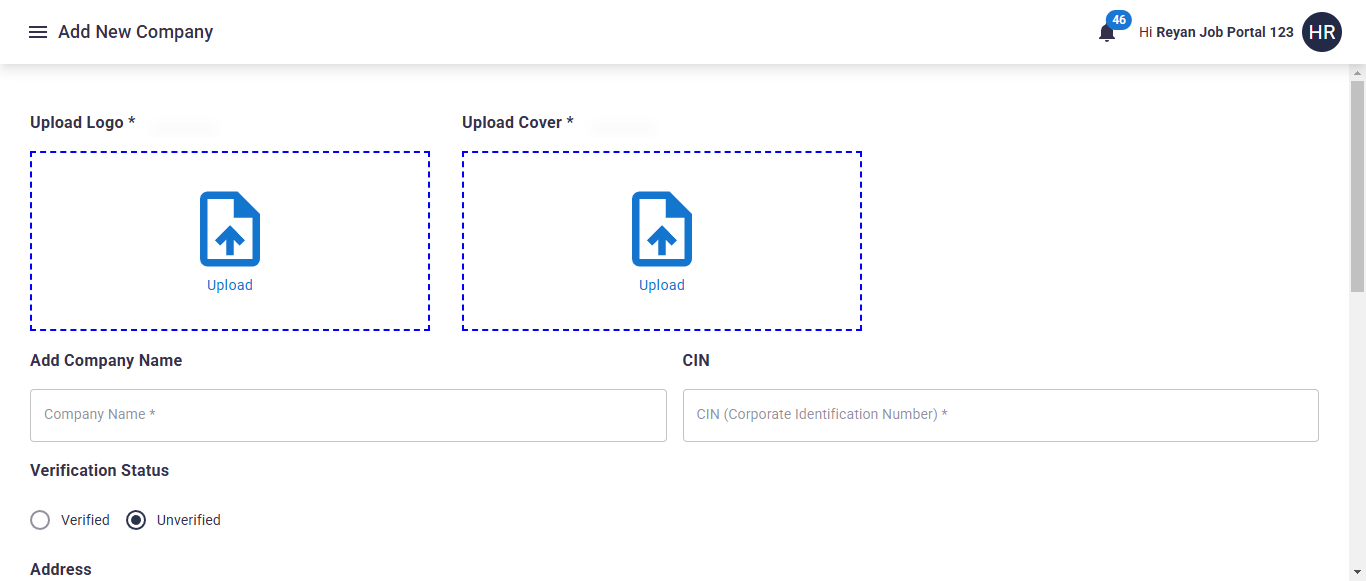 Add New Company
46
Hi Reyan Job Portal 123
HR
Upload Logo *
Upload Cover *
Upload
Upload
Add Company Name
CIN
Company Name *
CIN (Corporate Identification Number) *
Verification Status
Verified
Unverified
Address